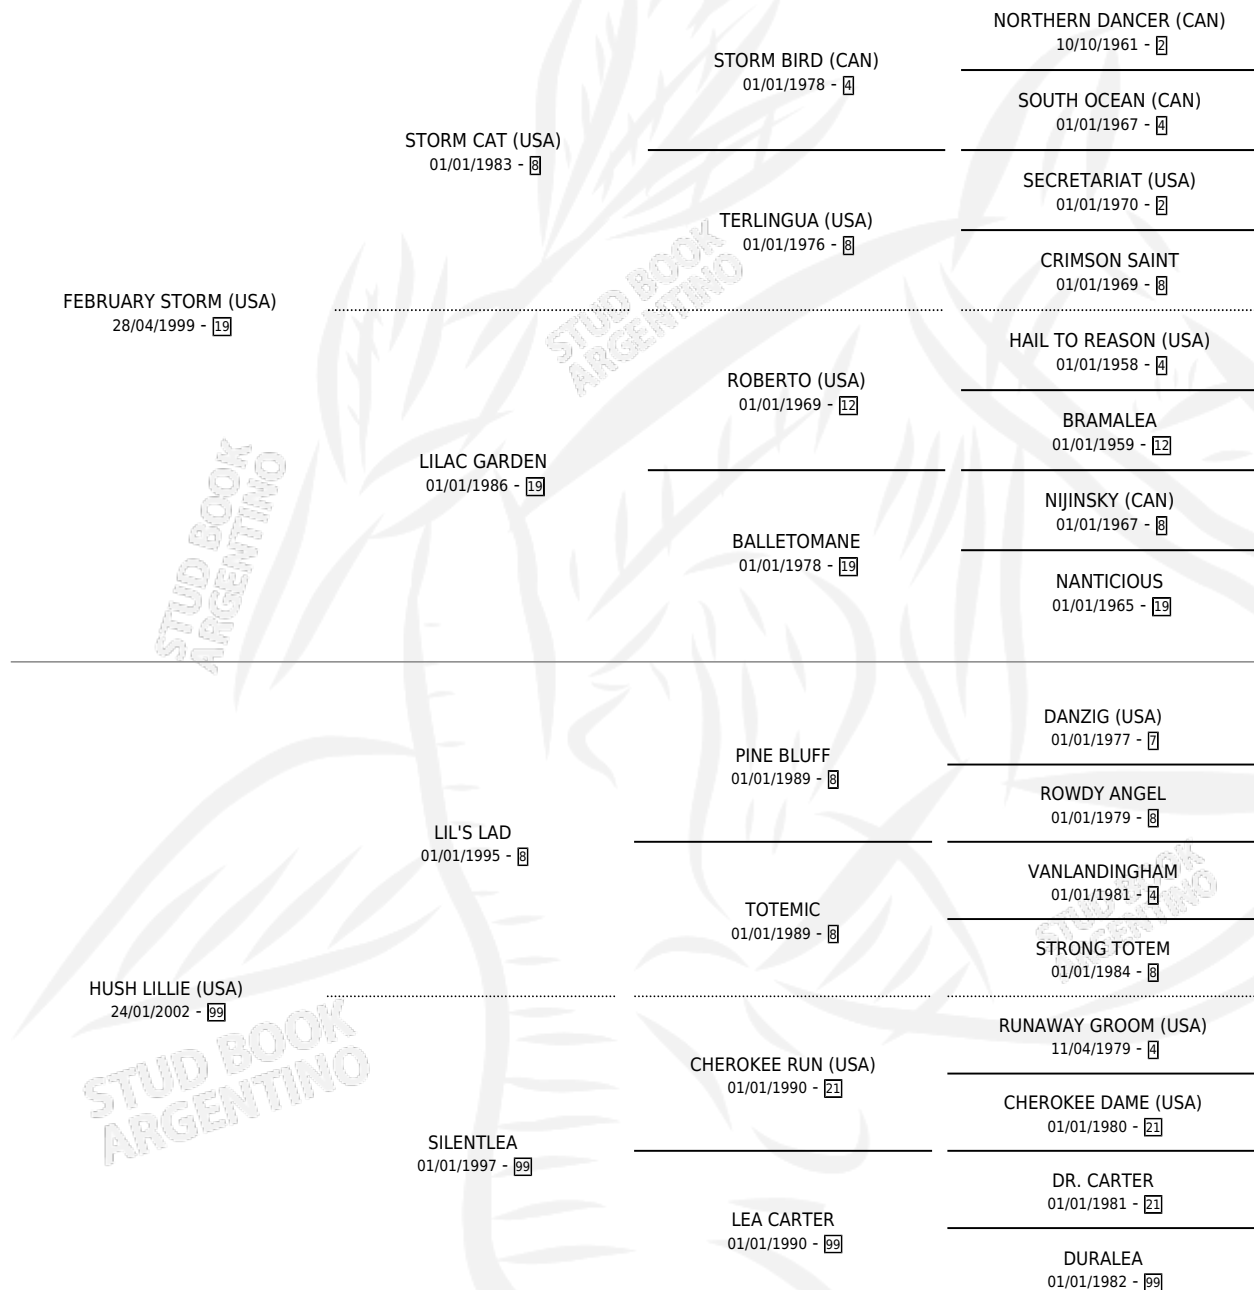 NORTHERN DANCER (CAN)
10/10/1961 - 2
STORM BIRD (CAN)
01/01/1978 - 4
SOUTH OCEAN (CAN)
01/01/1967 - 4
STORM CAT (USA)
01/01/1983 - 8
SECRETARIAT (USA)
01/01/1970 - 2
TERLINGUA (USA)
01/01/1976 - 8
CRIMSON SAINT
01/01/1969 - 8
FEBRUARY STORM (USA)
28/04/1999 - 19
STUD BOOK
ARGENTINO
HAIL TO REASON (USA)
01/01/1958 - 4
ROBERTO (USA)
01/01/1969 - 12
BRAMALEA
01/01/1959 - 12
LILAC GARDEN
01/01/1986 - 19
NIJINSKY (CAN)
01/01/1967 - 8
BALLETOMANE
01/01/1978 - 19
NANTICIOUS
01/01/1965 - 19
STUD BOOK
ARGENTINO
DANZIG (USA)
01/01/1977 - 7
PINE BLUFF
01/01/1989 - 8
ROWDY ANGEL
01/01/1979 - 8
LIL'S LAD
01/01/1995 - 8
VANLANDINGHAM
01/01/1981 - 4
TOTEMIC
01/01/1989 - 8
STUD BOOK
ARGENTINO
STRONG TOTEM
01/01/1984 - 8
HUSH LILLIE (USA)
24/01/2002 - 99
STUD BOOK
ARGENTINO
RUNAWAY GROOM (USA)
11/04/1979 - 4
CHEROKEE RUN (USA)
01/01/1990 - 21
CHEROKEE DAME (USA)
01/01/1980 - 21
SILENTLEA
01/01/1997 - 99
DR. CARTER
01/01/1981 - 21
LEA CARTER
01/01/1990 - 99
DURALEA
01/01/1982 - 99